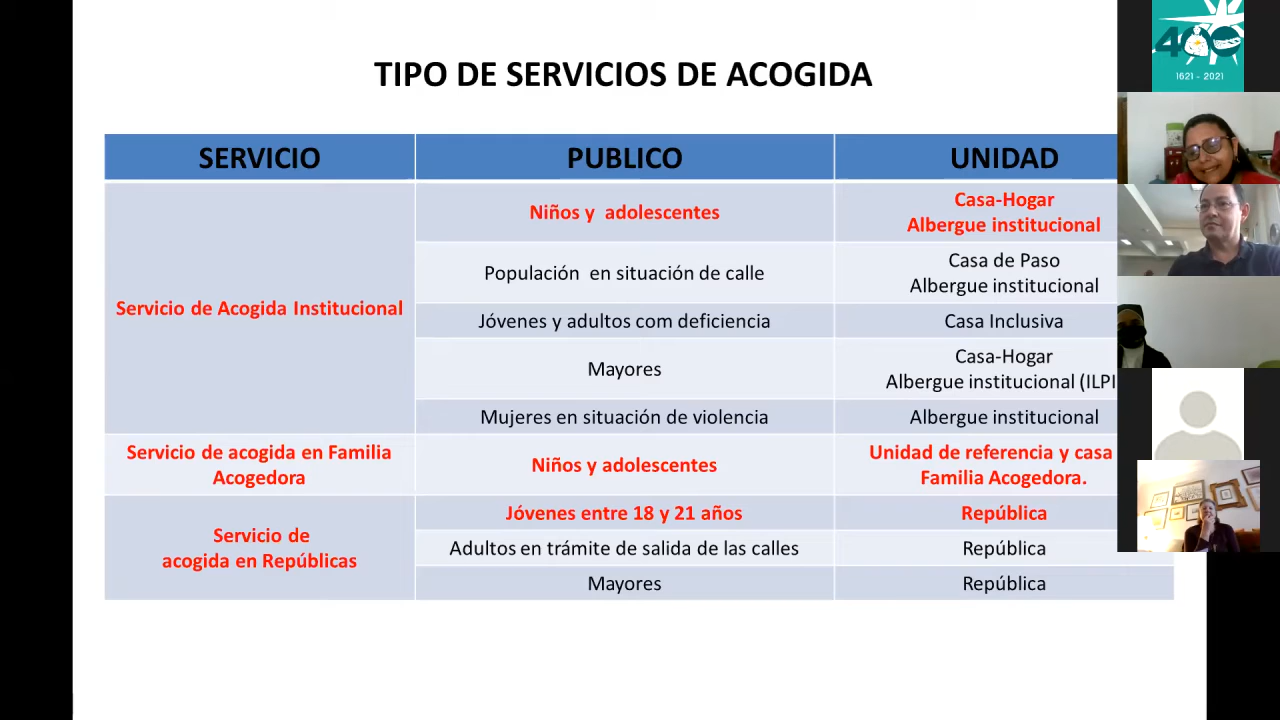 TIPO DE SERVICIOS DE ACOGIDA
SERVICIO PUBLICO UNIDAD
Servicio de Acogida Institucional
Niños y adolescentes
Casa-Hogar
Albergue institucional
Populación en situación de calle
Casa de Paso
Albergue institucional
Jóvenes y adultos com deficiencia
Casa Inclusiva
Mayores
Casa-Hogar
Albergue institucional (ILPI
Mujeres en situación de violencia
Albergue institucional
Servicio de acogida en Familia
Acogedora
Niños y adolescentes
Unidad de referencia y casa
Familia Acogedora.
Servicio de
acogida en Repúblicas
Jóvenes entre 18 y 21 años
República
Adultos en trámite de salida de las calles
República
Mayores
República
400
1621 - 2021